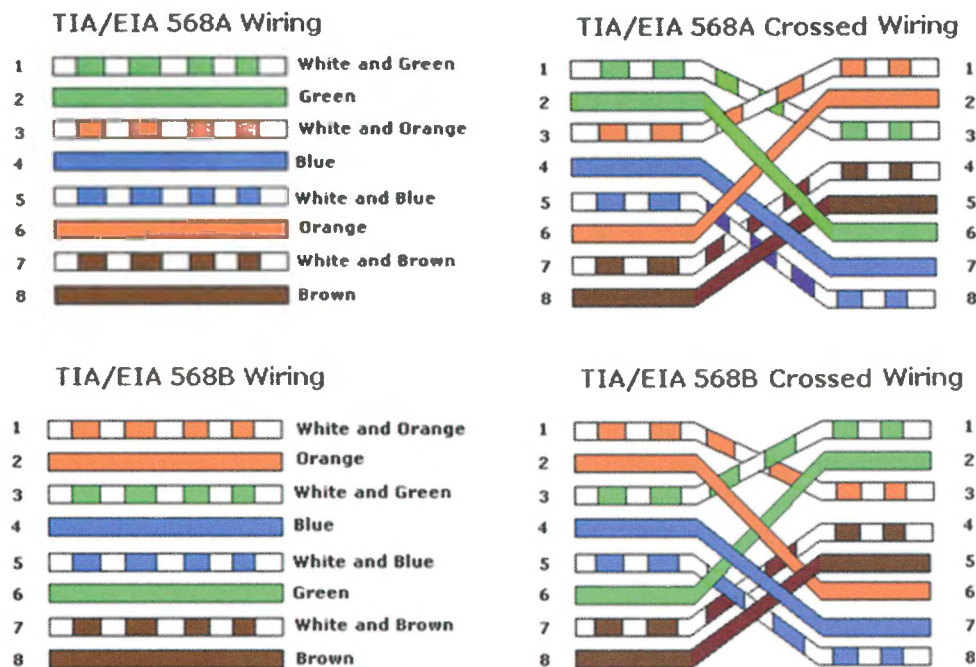 TIA/EIA 568A Wiring
1 White and Green
2 Green
3 White and Orange
4 Blue
5 White and Blue
6 Orange
7 White and Brown
8 Brown
TIA/EIA 568A Crossed Wiring
1 1
2 2
3 3
4 4
5 5
6 6
7 7
8 8
TIA/EIA 568B Wiring
1 White and Orange
2 Orange
3 White and Green
4 Blue
5 White and Blue
6 Green
7 White and Brown
8 Brown
TIA/EIA 568B Crossed Wiring
1 1
2 2
3 3
4 4
5 5
6 6
7 7
8 8